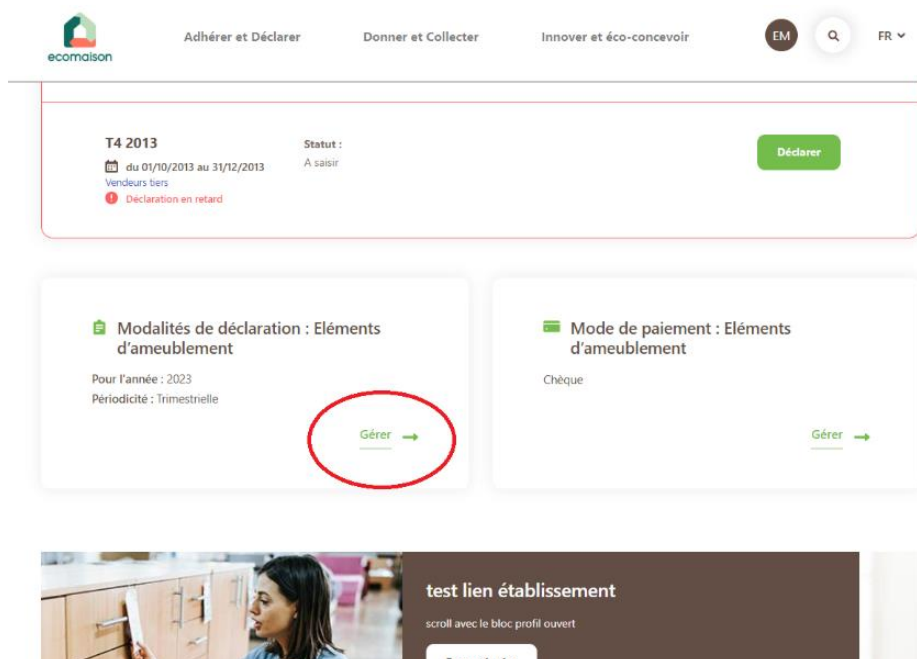 ecomaison
Adhérer et Déclarer
Donner et Collecter
Innover et éco-concevoir
EM
FR
T4 2013
du 01/10/2013 au 31/12/2013
Vendeurs tiers
Déclaration en retard
Statut :
A saisir
Déclarer
Modalités de déclaration : Eléments
d'ameublement
Pour l'année : 2023
Périodicité : Trimestrielle
Gérer
Mode de paiement : Eléments
d'ameublement
Chèque
Gérer
test lien établissement
scroll avec le bloc profil ouvert